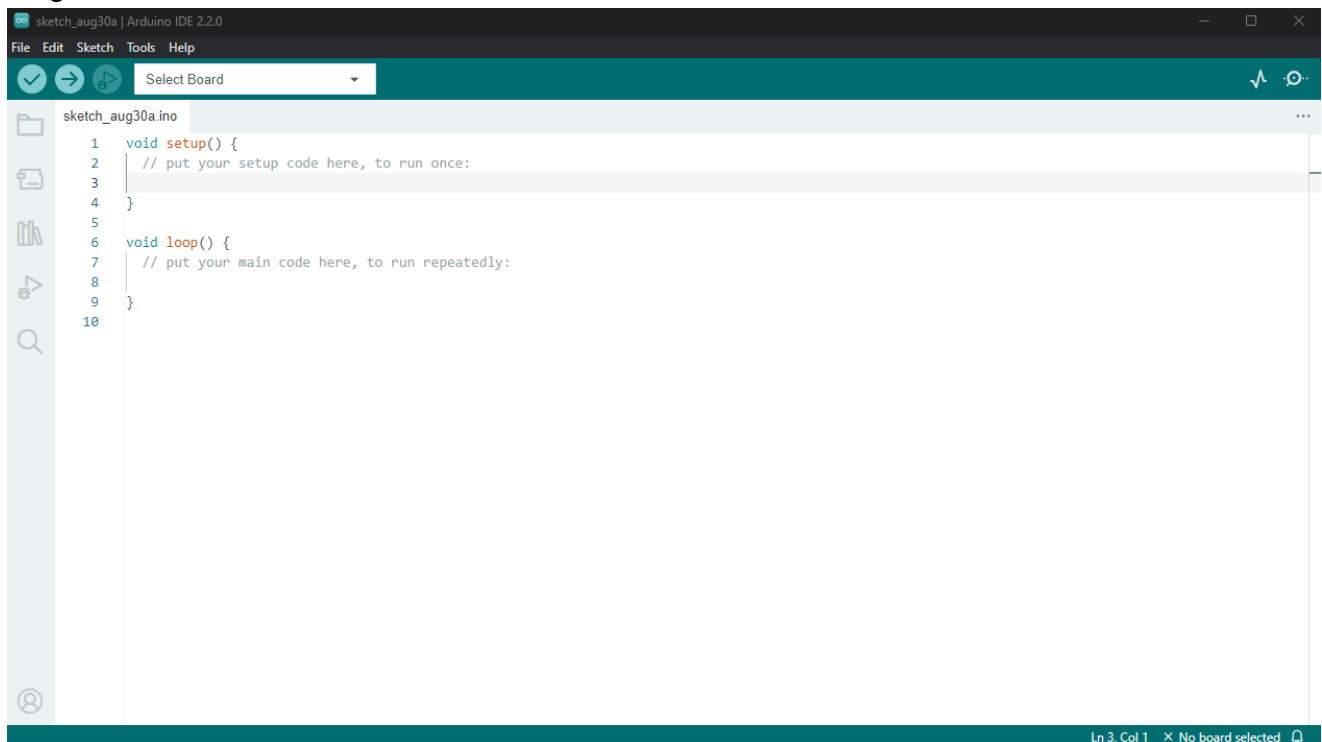 sketch_aug30a | Arduino IDE 2.2.0
File Edit Sketch Tools Help
Select Board
sketch_aug30a.ino
1 void setup() {
2 // put your setup code here, to run once:
3
4 }
5
6 void loop() {
7 // put your main code here, to run repeatedly:
8
9 }
10
Ln 3, Col 1 × No board selected